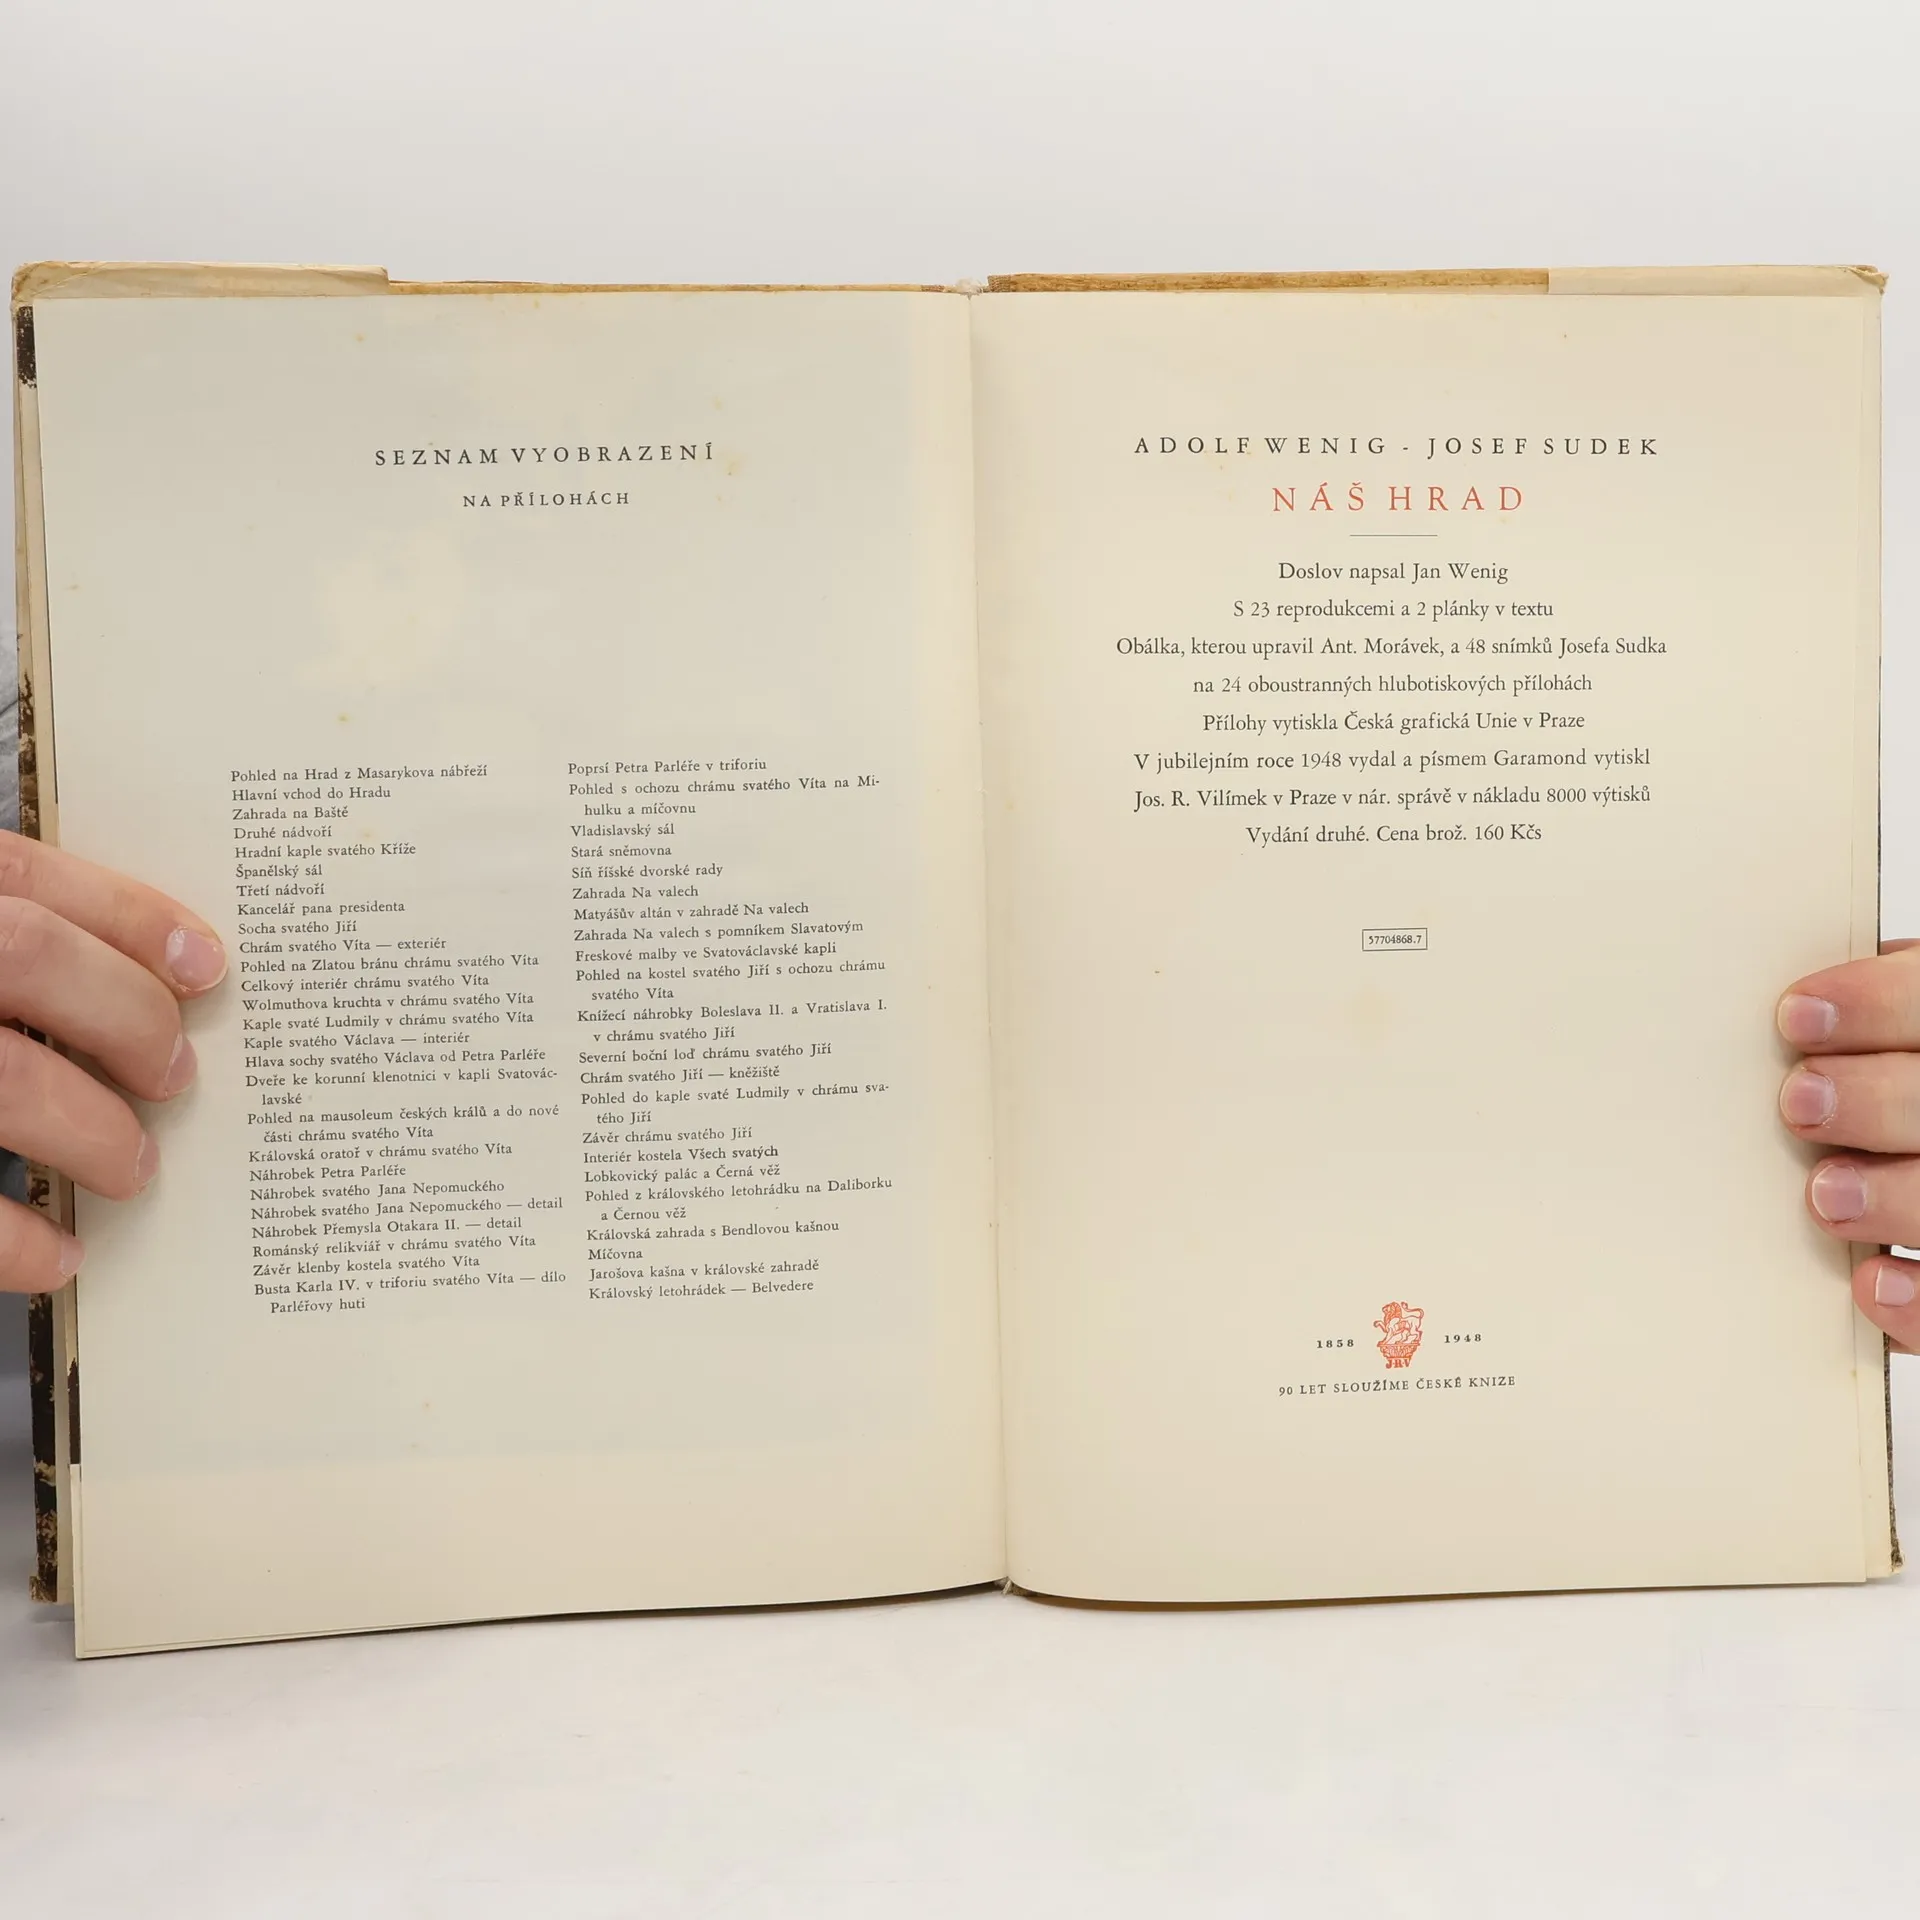 SEZNAM VYOBRAZENÍ
NA PŘÍLOHÁCH
Pohled na Hrad z Masarykova nábřeží
Hlavní vchod do Hradu
Zahrada na Baště
Druhé nádvoří
Hradní kaple svatého Kříže
Španělský sál
Třetí nádvoří
Kancelář pana presidenta
Socha svatého Jiří
Chrám svatého Víta — exteriér
Pohled na Zlatou bránu chrámu svatého Víta
Celkový interiér chrámu svatého Víta
Wolmuthova kruchta v chrámu svatého Víta
Kaple svaté Ludmily v chrámu svatého Víta
Kaple svatého Václava — interiér
Hlava sochy svatého Václava od Petra Parléře
Dveře ke korunní klenotnici v kapli Svatovác-
lavské
Pohled na mausoleum českých králů a do nové
části chrámu svatého Víta
Královská oratoř v chrámu svatého Víta
Náhrobek Petra Parléře
Náhrobek svatého Jana Nepomuckého
Náhrobek svatého Jana Nepomuckého — detail
Náhrobek Přemysla Otakara II. — detail
Románský relikviář v chrámu svatého Víta
Závěr klenby kostela svatého Víta
Busta Karla IV. v triforiu svatého Víta — dílo
Parléřovy huti
Poprsí Petra Parléře v triforiu
Pohled s ochozu chrámu svatého Víta na Mi-
hulku a míčovnu
Vladislavský sál
Stará sněmovna
Síň říšské dvorské rady
Zahrada Na valech
Matyášův altán v zahradě Na valech
Zahrada Na valech s pomníkem Slavatovým
Freskové malby ve Svatováclavské kapli
Pohled na kostel svatého Jiří s ochozu chrámu
svatého Víta
Knížecí náhrobky Boleslava II. a Vratislava I.
v chrámu svatého Jiří
Severní boční loď chrámu svatého Jiří
Chrám svatého Jiří — kněžiště
Pohled do kaple svaté Ludmily v chrámu sva-
tého Jiří
Závěr chrámu svatého Jiří
Interiér kostela Všech svatých
Lobkovický palác a Černá věž
Pohled z královského letohrádku na Daliborku
a Černou věž
Královská zahrada s Bendlovou kašnou
Míčovna
Jarošova kašna v královské zahradě
Královský letohrádek — Belvedere
ADOLF WENIG - JOSEF SUDEK
NÁŠ HRAD
Doslov napsal Jan Wenig
S 23 reprodukcemi a 2 plánky v textu
Obálka, kterou upravil Ant. Morávek, a 48 snímků Josefa Sudka
na 24 oboustranných hlubotiskových přílohách
Přílohy vytiskla Česká grafická Unie v Praze
V jubilejním roce 1948 vydal a písmem Garamond vytiskl
Jos. R. Vilímek v Praze v nár. správě v nákladu 8000 výtisků
Vydání druhé. Cena brož. 160 Kčs
57704868.7
1858 1948
J·R·V
90 LET SLOUŽÍME ČESKÉ KNIZE